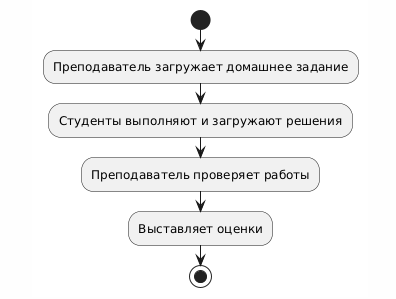 Преподаватель загружает домашнее задание
Студенты выполняют и загружают решения
Преподаватель проверяет работы
Выставляет оценки